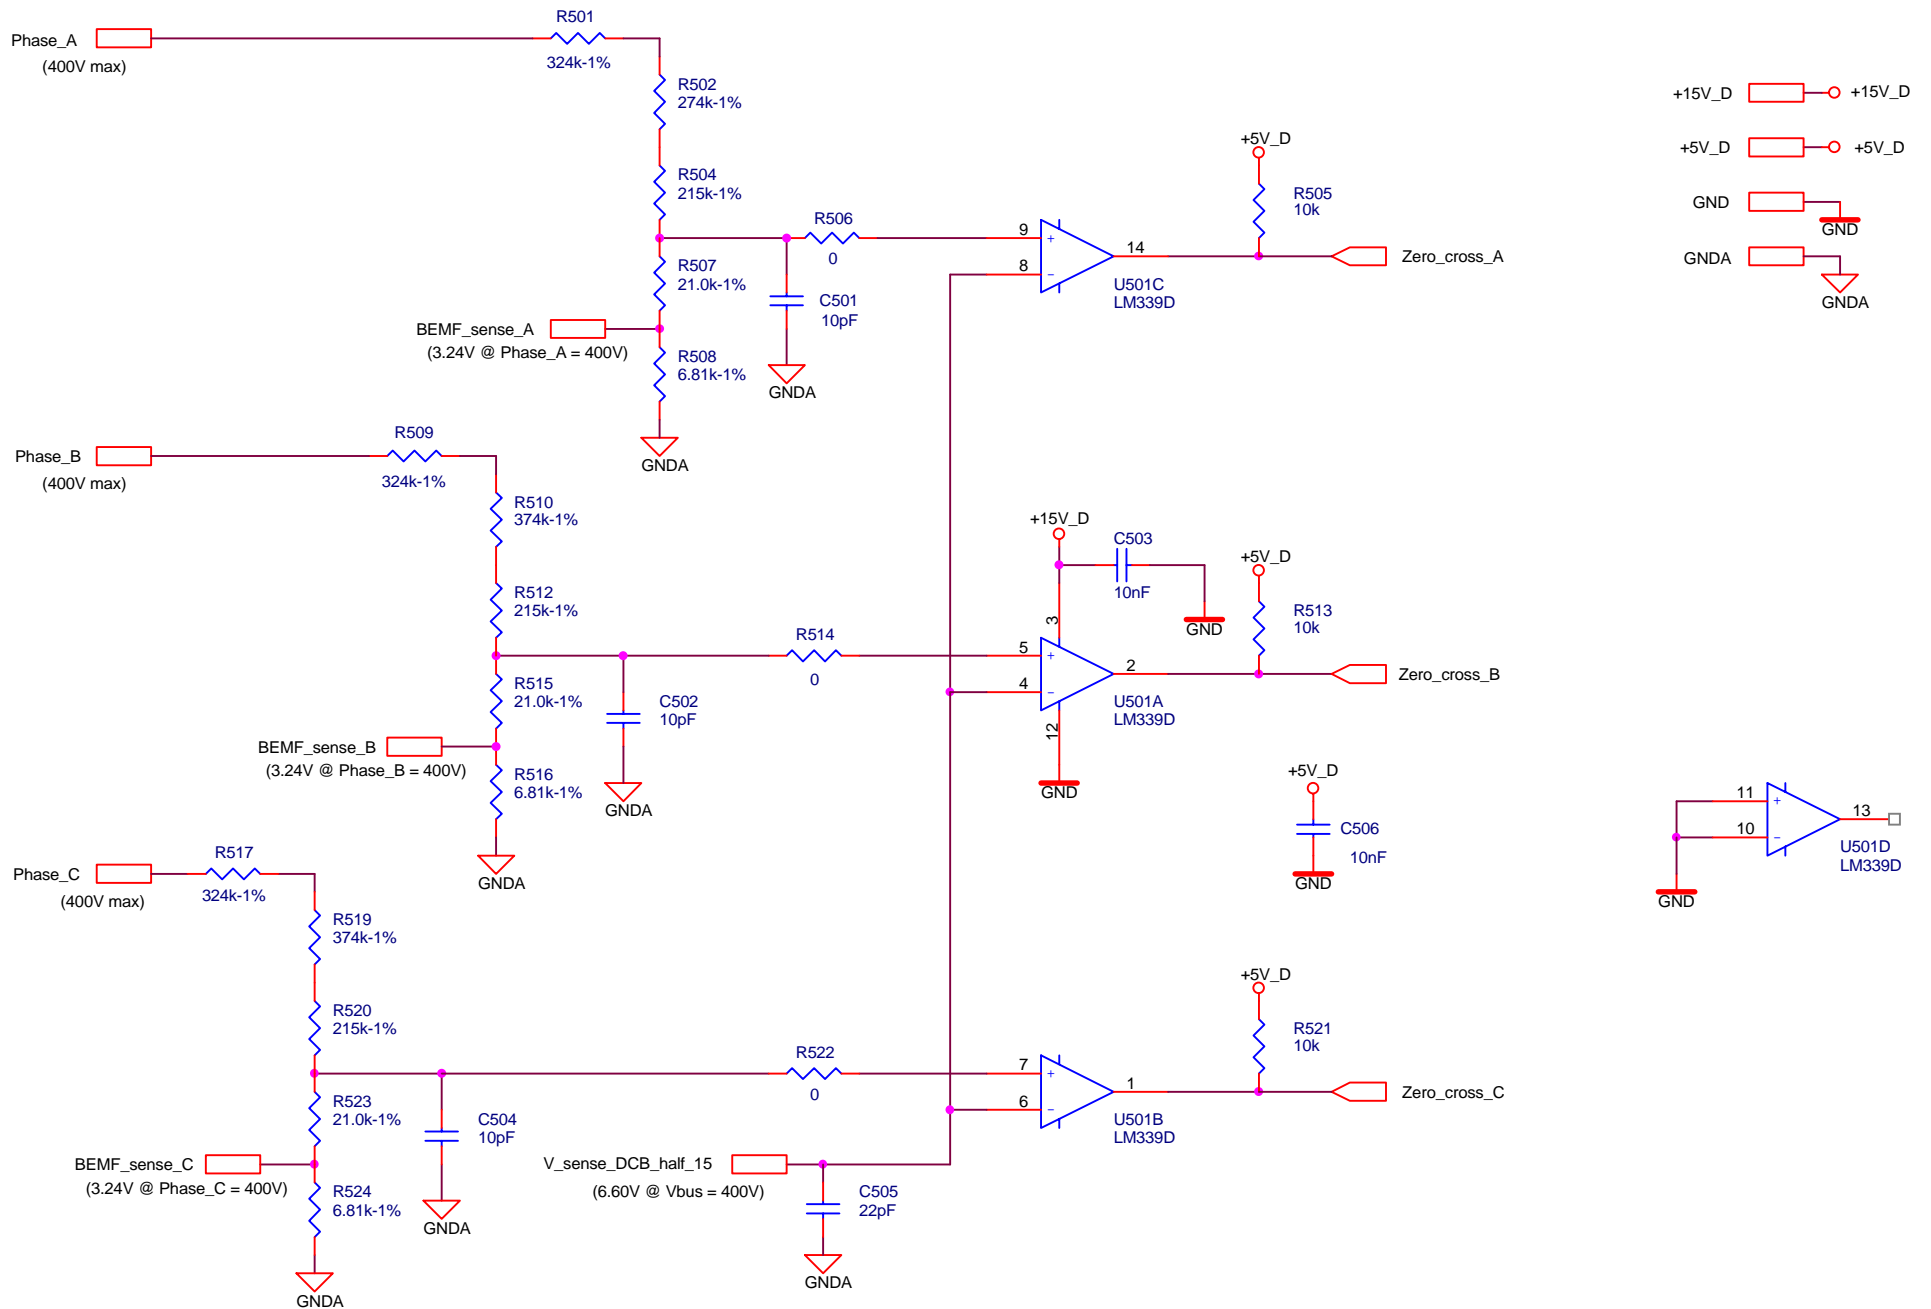 Phase_A
(400V max)
R501
324k-1%
R502
274k-1%
R504
215k-1%
R506
0
R507
21.0k-1%
C501
10pF
BEMF_sense_A
(3.24V @ Phase_A = 400V)
R508
6.81k-1%
GNDA
GNDA
9
+
8
−
14
U501C
LM339D
+5V_D
R505
10k
Zero_cross_A
+15V_D
+15V_D
+5V_D
+5V_D
GND
GND
GNDA
GNDA
Phase_B
(400V max)
R509
324k-1%
R510
374k-1%
R512
215k-1%
R514
0
R515
21.0k-1%
C502
10pF
BEMF_sense_B
(3.24V @ Phase_B = 400V)
R516
6.81k-1%
GNDA
GNDA
+15V_D
C503
10nF
GND
3
5
+
4
−
2
12
U501A
LM339D
GND
+5V_D
R513
10k
Zero_cross_B
+5V_D
C506
10nF
GND
11
+
10
−
13
U501D
LM339D
GND
Phase_C
(400V max)
R517
324k-1%
R519
374k-1%
R520
215k-1%
R522
0
R523
21.0k-1%
C504
10pF
BEMF_sense_C
(3.24V @ Phase_C = 400V)
R524
6.81k-1%
GNDA
GNDA
7
+
6
−
1
U501B
LM339D
+5V_D
R521
10k
Zero_cross_C
V_sense_DCB_half_15
(6.60V @ Vbus = 400V)
C505
22pF
GNDA